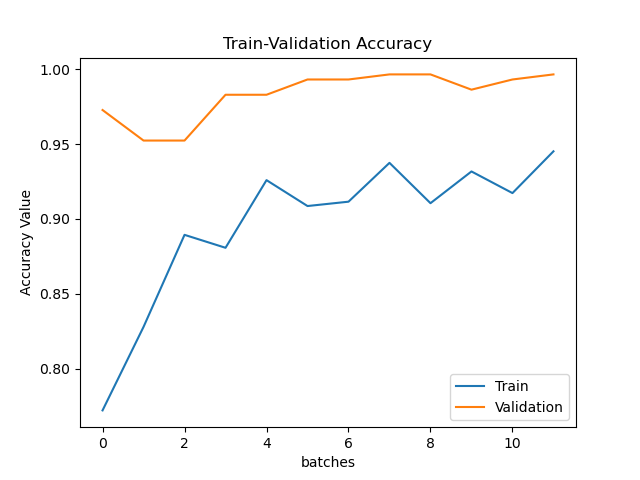 Train-Validation Accuracy
1.00
0.95
0.90
0.85
0.80
Accuracy Value
0 2 4 6 8 10
batches
Train
Validation